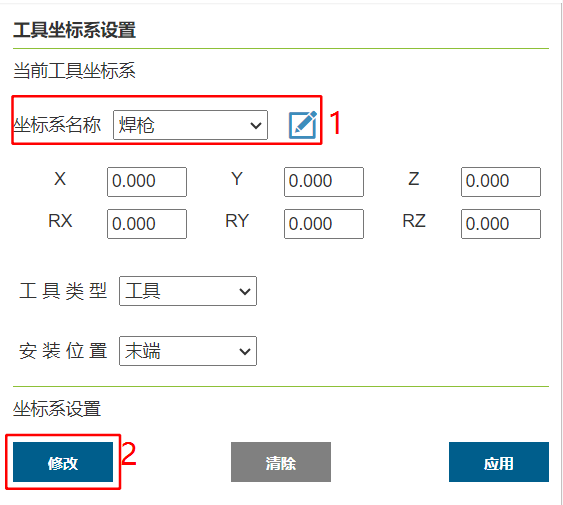 工具坐标系设置
当前工具坐标系
坐标系名称 焊枪 1
X 0.000 Y 0.000 Z 0.000
RX 0.000 RY 0.000 RZ 0.000
工具类型 工具
安装位置 末端
坐标系设置
修改 2 清除 应用